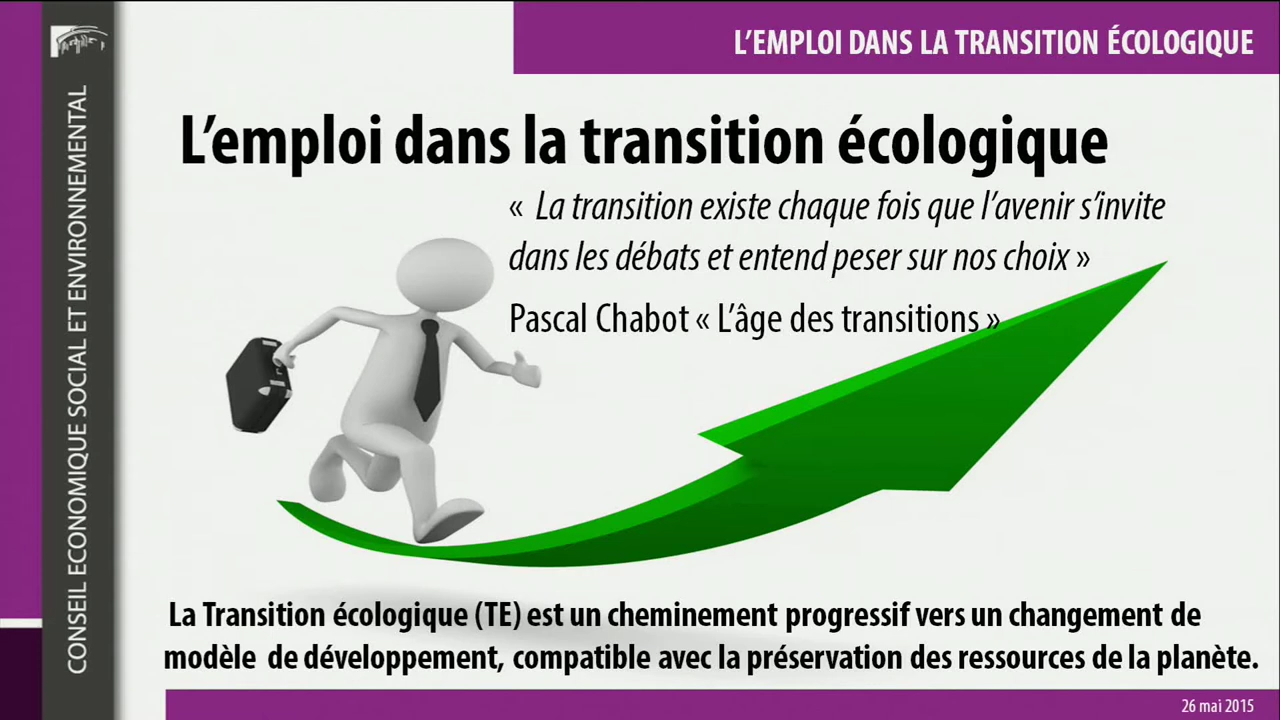 L'EMPLOI DANS LA TRANSITION ÉCOLOGIQUE
CONSEIL ECONOMIQUE SOCIAL ET ENVIRONNEMENTAL
L'emploi dans la transition écologique
« La transition existe chaque fois que l'avenir s'invite
dans les débats et entend peser sur nos choix »
Pascal Chabot « L'âge des transitions »
La Transition écologique (TE) est un cheminement progressif vers un changement de
modèle de développement, compatible avec la préservation des ressources de la planète.
26 mai 2015